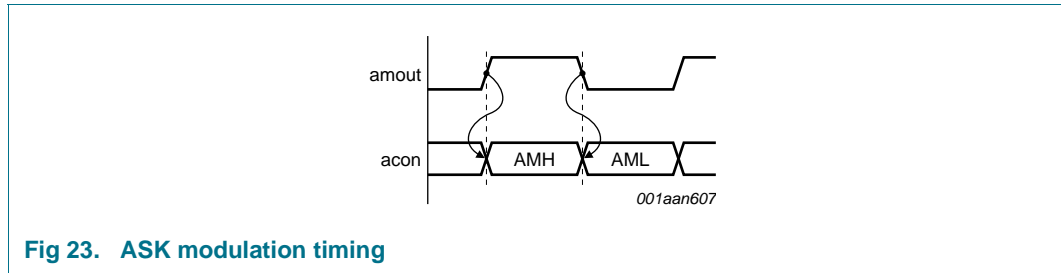 amout
acon
AMH
AML
001aan607
Fig 23. ASK modulation timing